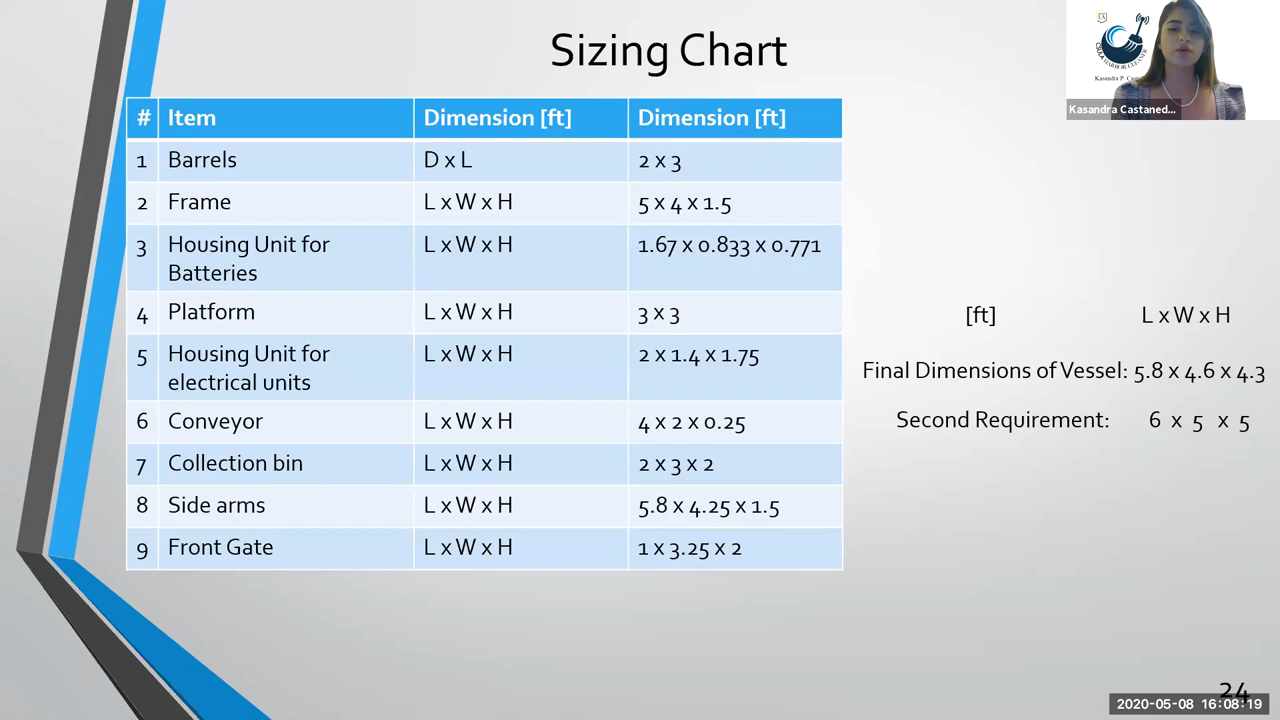 Sizing Chart
# Item Dimension [ft] Dimension [ft]
1 Barrels D x L 2 x 3
2 Frame L x W x H 5 x 4 x 1.5
3 Housing Unit for Batteries L x W x H 1.67 x 0.833 x 0.771
4 Platform L x W x H 3 x 3
5 Housing Unit for electrical units L x W x H 2 x 1.4 x 1.75
6 Conveyor L x W x H 4 x 2 x 0.25
7 Collection bin L x W x H 2 x 3 x 2
8 Side arms L x W x H 5.8 x 4.25 x 1.5
9 Front Gate L x W x H 1 x 3.25 x 2
[ft] L x W x H
Final Dimensions of Vessel: 5.8 x 4.6 x 4.3
Second Requirement: 6 x 5 x 5
HARBOR CLEANER
Kasandra P.
Kasandra Castaned...
24
2020-05-08 16:08:19